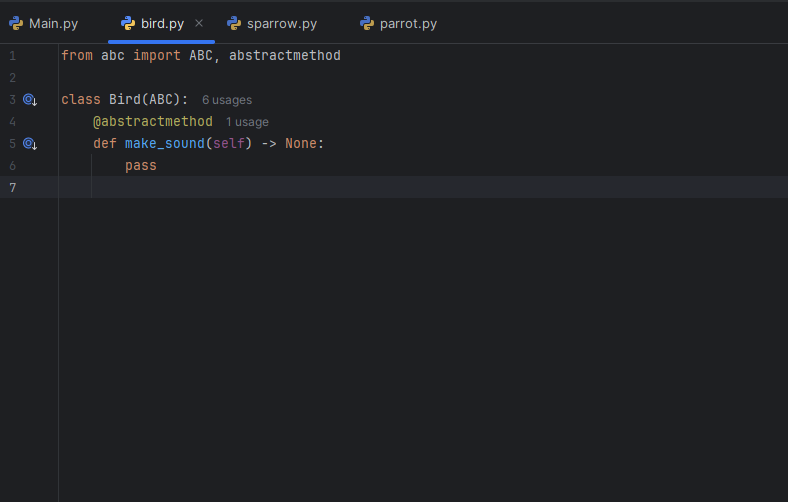 Main.py bird.py sparrow.py parrot.py
1 from abc import ABC, abstractmethod
2
3 class Bird(ABC): 6 usages
4 @abstractmethod 1 usage
5 def make_sound(self) -> None:
6 pass
7